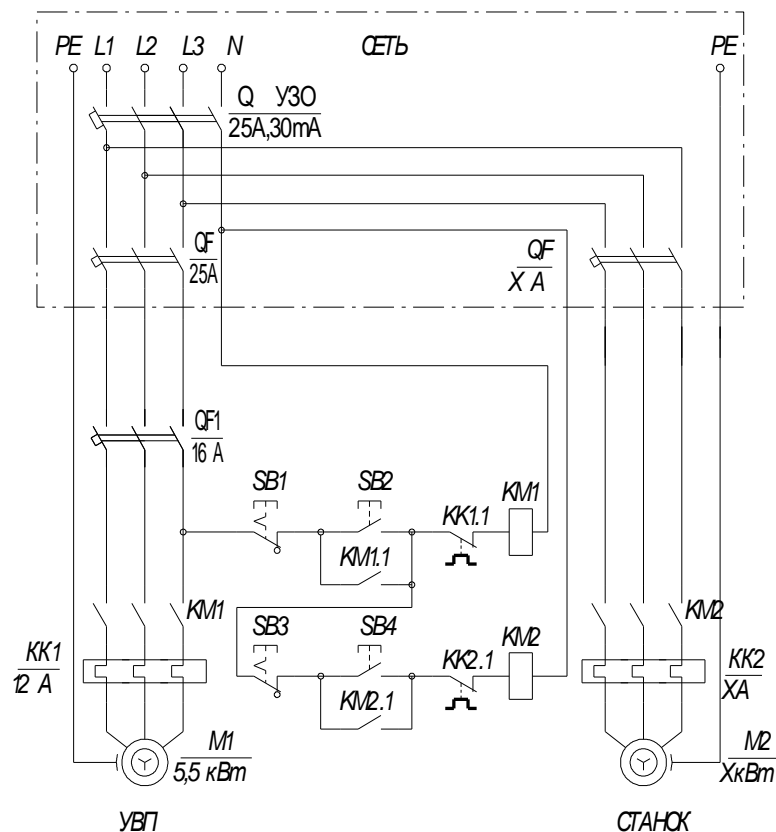 PE L1 L2 L3 N СЕТЬ PE
Q УЗО
25A,30mA
QF
25A
QF
X A
QF1
16 A
SB1 SB2
KK1.1 KM1
KM1.1
KM1 KM2
SB3 SB4
KK2.1 KM2
KK1
12 A
KM2.1
KK2
XA
M1
5,5 кВт
M2
XкВт
УВП СТАНОК